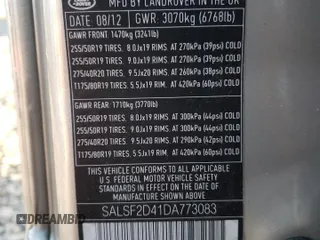 MFD BY LANDROVER IN THE UK
DATE 08/12 GWR 3070kg (6768lb)
GAWR FRONT 1470kg (3241lb)
255/50R19 TIRES. 8.0Jx19 RIMS. AT 270kPa (39psi) COLD
255/50R19 TIRES. 9.0Jx19 RIMS. AT 270kPa (39psi) COLD
275/40R20 TIRES. 9.5Jx20 RIMS. AT 260kPa (38psi) COLD
T175/80R19 TIRES. 5.5Jx19 RIMS. AT 420kPa (60psi) COLD
GAWR REAR 1710kg (3770lb)
255/50R19 TIRES. 8.0Jx19 RIMS. AT 300kPa (44psi) COLD
255/50R19 TIRES. 9.0Jx19 RIMS. AT 300kPa (44psi) COLD
275/40R20 TIRES. 9.5Jx20 RIMS. AT 290kPa (42psi) COLD
T175/80R19 TIRES. 5.5Jx19 RIMS. AT 420kPa (60psi) COLD
THIS VEHICLE CONFORMS TO ALL APPLICABLE
U.S. FEDERAL MOTOR VEHICLE SAFETY
STANDARDS IN EFFECT ON THE DATE OF
MANUFACTURE SHOWN ABOVE.
SALSF2D41DA773083